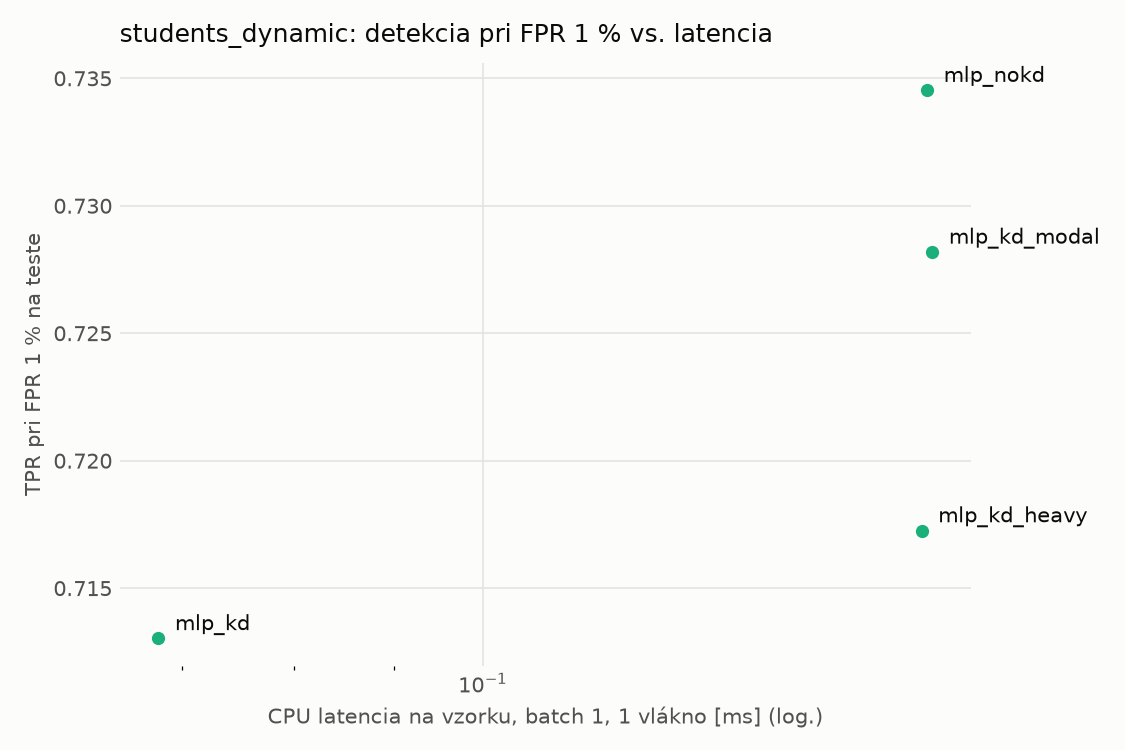 students_dynamic: detekcia pri FPR 1 % vs. latencia
mlp_nokd
mlp_kd_modal
mlp_kd_heavy
mlp_kd
0.735
0.730
0.725
0.720
0.715
TPR pri FPR 1 % na teste
10⁻¹
CPU latencia na vzorku, batch 1, 1 vlákno [ms] (log.)